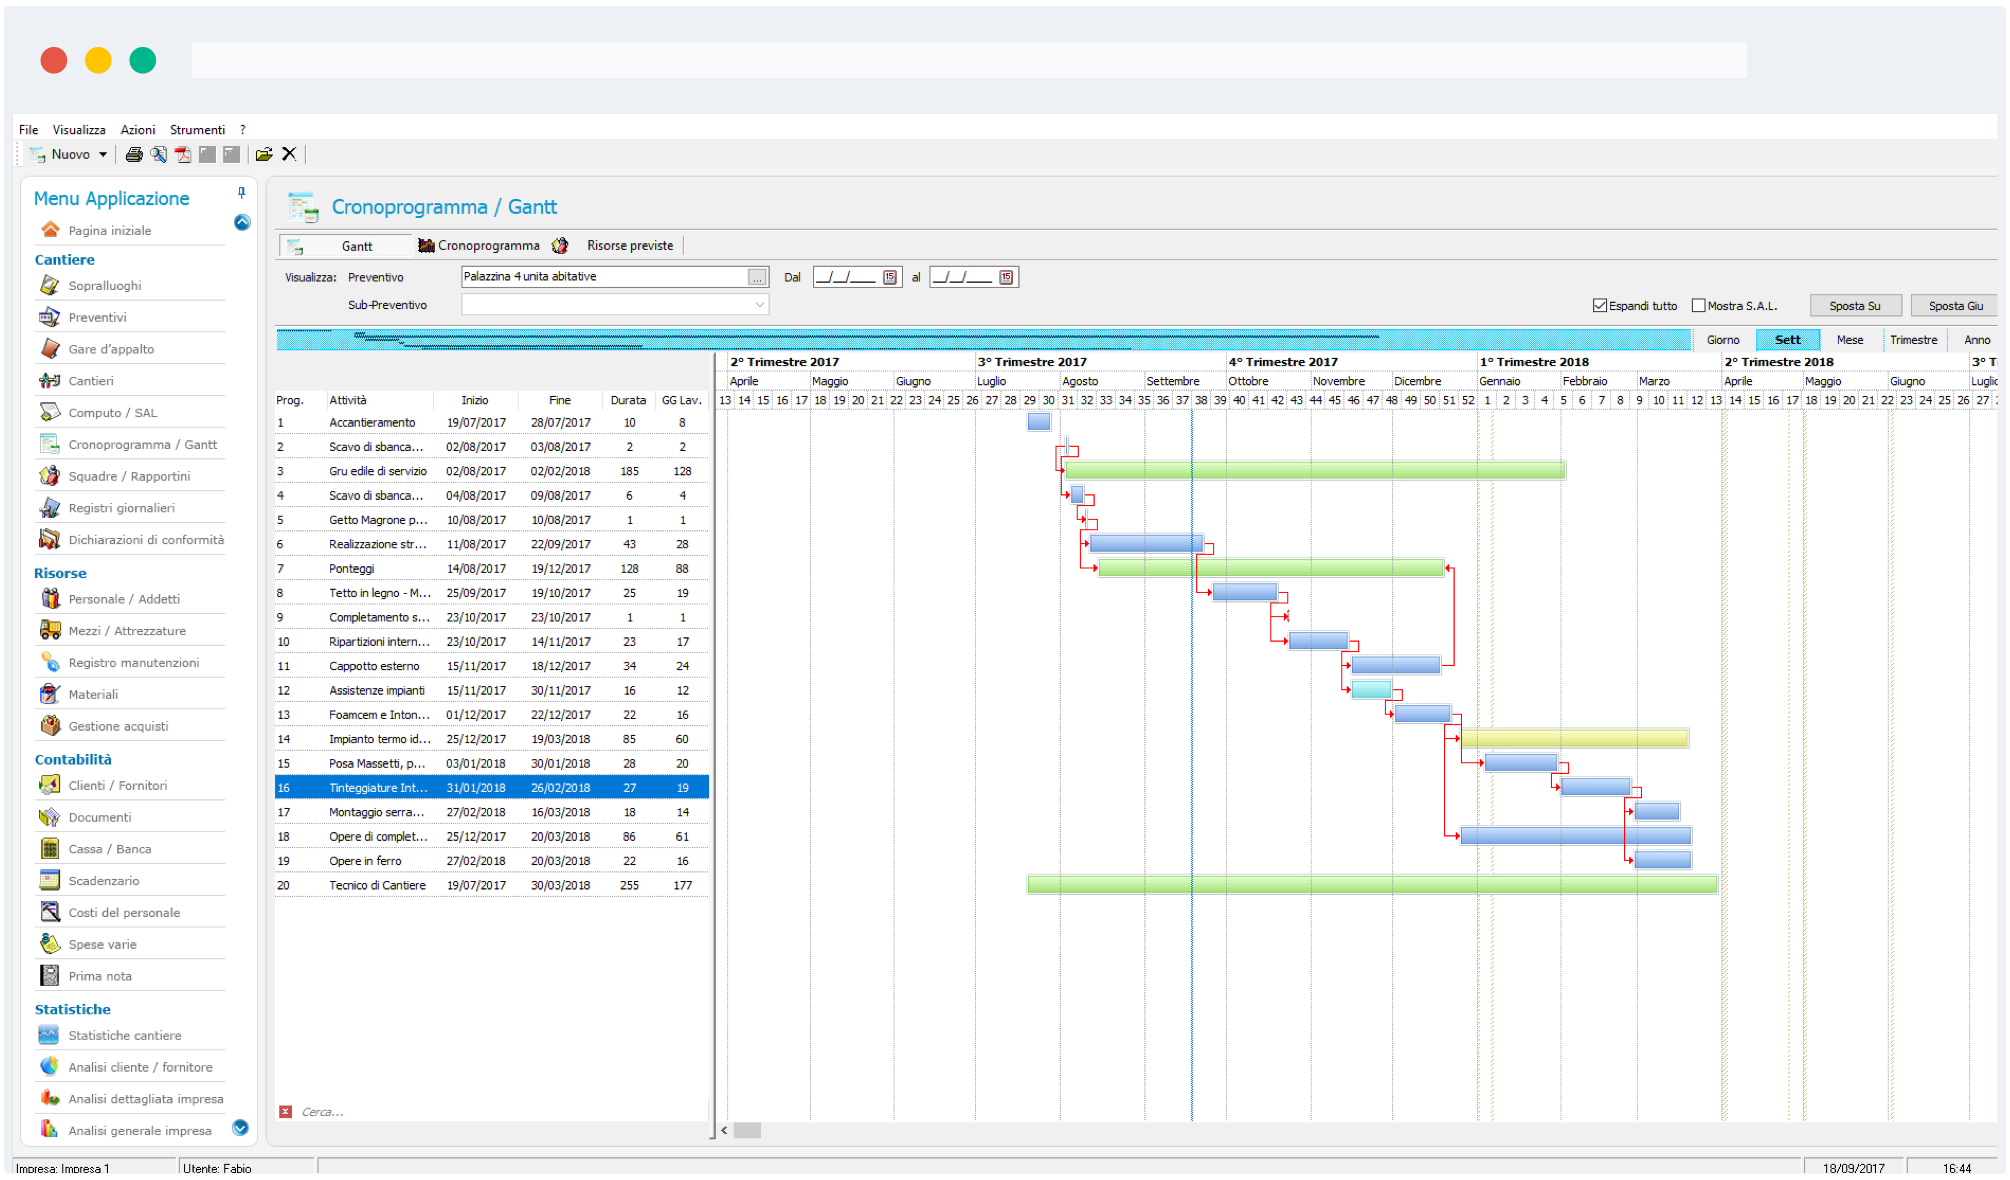 File Visualizza Azioni Strumenti ?
Nuovo
Menu Applicazione
Pagina iniziale
Cantiere
Sopralluoghi
Preventivi
Gare d'appalto
Cantieri
Computo / SAL
Cronoprogramma / Gantt
Squadre / Rapportini
Registri giornalieri
Dichiarazioni di conformità
Risorse
Personale / Addetti
Mezzi / Attrezzature
Registro manutenzioni
Materiali
Gestione acquisti
Contabilità
Clienti / Fornitori
Documenti
Cassa / Banca
Scadenzario
Costi del personale
Spese varie
Prima nota
Statistiche
Statistiche cantiere
Analisi cliente / fornitore
Analisi dettagliata impresa
Analisi generale impresa
Cronoprogramma / Gantt
Gantt Cronoprogramma Risorse previste
Visualizza: Preventivo Palazzina 4 unita abitative ... Dal __/__/____ 15 al __/__/____ 15
Sub-Preventivo
Espandi tutto Mostra S.A.L. Sposta Su Sposta Giu
Giorno Sett Mese Trimestre Anno
2° Trimestre 2017 3° Trimestre 2017 4° Trimestre 2017 1° Trimestre 2018 2° Trimestre 2018 3° T
Aprile Maggio Giugno Luglio Agosto Settembre Ottobre Novembre Dicembre Gennaio Febbraio Marzo Aprile Maggio Giugno Luglio
Prog. Attività Inizio Fine Durata GG Lav. 13 14 15 16 17 18 19 20 21 22 23 24 25 26 27 28 29 30 31 32 33 34 35 36 37 38 39 40 41 42 43 44 45 46 47 48 49 50 51 52 1 2 3 4 5 6 7 8 9 10 11 12 13 14 15 16 17 18 19 20 21 22 23 24 25 26 27
1 Accantieramento 19/07/2017 28/07/2017 10 8
2 Scavo di sbanca... 02/08/2017 03/08/2017 2 2
3 Gru edile di servizio 02/08/2017 02/02/2018 185 128
4 Scavo di sbanca... 04/08/2017 09/08/2017 6 4
5 Getto Magrone p... 10/08/2017 10/08/2017 1 1
6 Realizzazione str... 11/08/2017 22/09/2017 43 28
7 Ponteggi 14/08/2017 19/12/2017 128 88
8 Tetto in legno - M... 25/09/2017 19/10/2017 25 19
9 Completamento s... 23/10/2017 23/10/2017 1 1
10 Ripartizioni intern... 23/10/2017 14/11/2017 23 17
11 Cappotto esterno 15/11/2017 18/12/2017 34 24
12 Assistenze impianti 15/11/2017 30/11/2017 16 12
13 Foamcem e Inton... 01/12/2017 22/12/2017 22 16
14 Impianto termo id... 25/12/2017 19/03/2018 85 60
15 Posa Massetti, p... 03/01/2018 30/01/2018 28 20
16 Tinteggiature Int... 31/01/2018 26/02/2018 27 19
17 Montaggio serra... 27/02/2018 16/03/2018 18 14
18 Opere di complet... 25/12/2017 20/03/2018 86 61
19 Opere in ferro 27/02/2018 20/03/2018 22 16
20 Tecnico di Cantiere 19/07/2017 30/03/2018 255 177
Cerca...
Impresa: Impresa 1 Utente: Fabio 18/09/2017 16:44